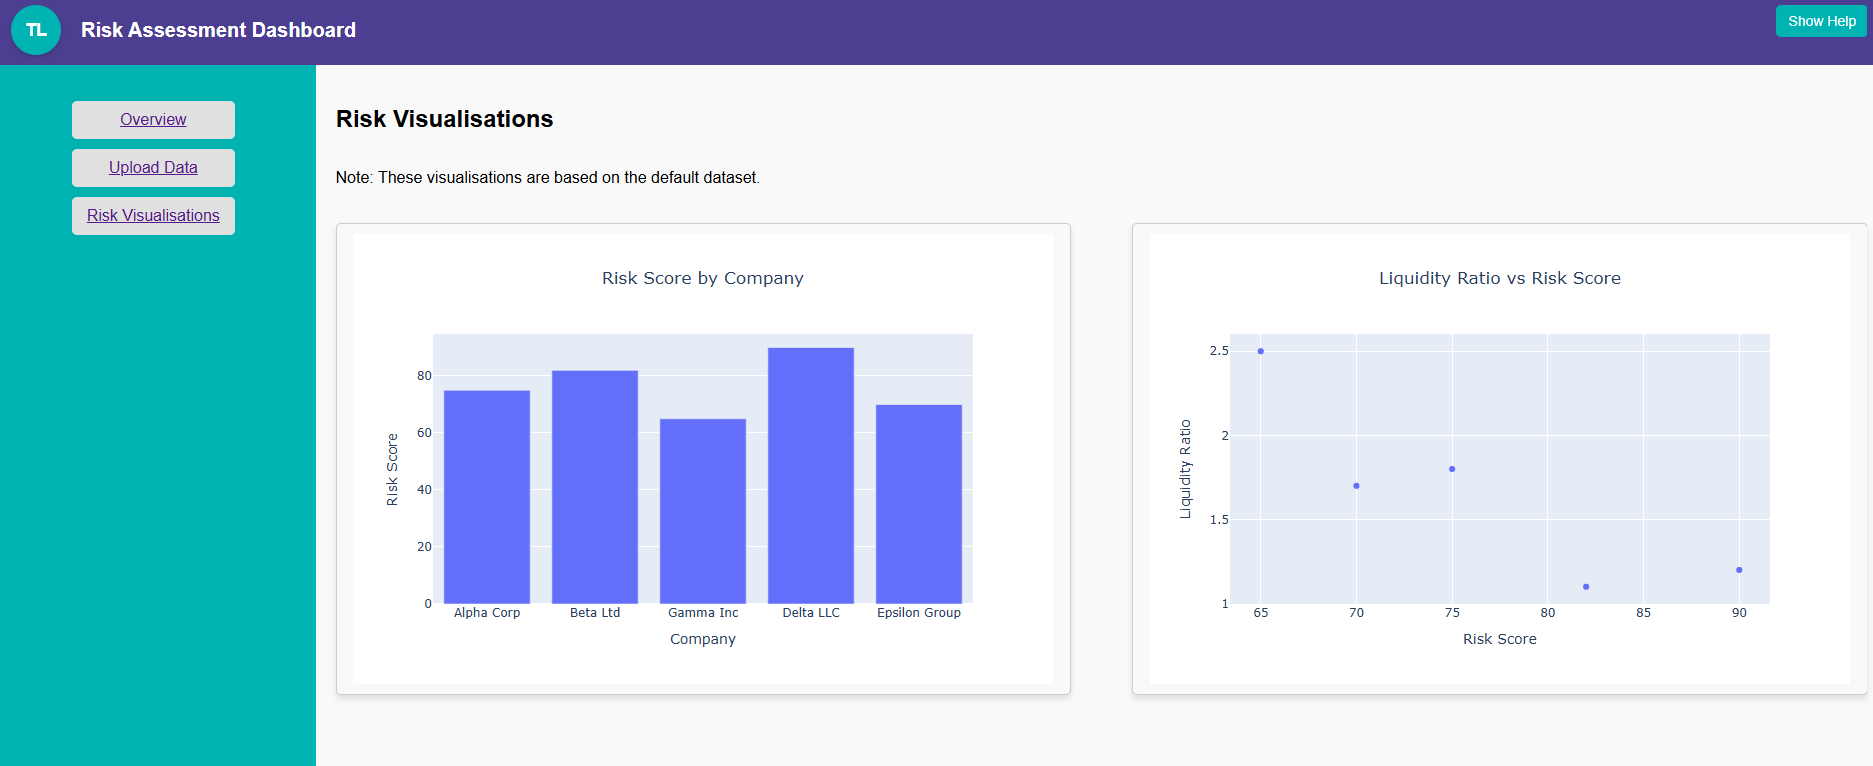 TL
Risk Assessment Dashboard
Show Help
Overview
Upload Data
Risk Visualisations
Risk Visualisations
Note: These visualisations are based on the default dataset.
Risk Score by Company
80
60
40
20
0
Risk Score
Alpha Corp
Beta Ltd
Gamma Inc
Delta LLC
Epsilon Group
Company
Liquidity Ratio vs Risk Score
2.5
2
1.5
1
Liquidity Ratio
65
70
75
80
85
90
Risk Score